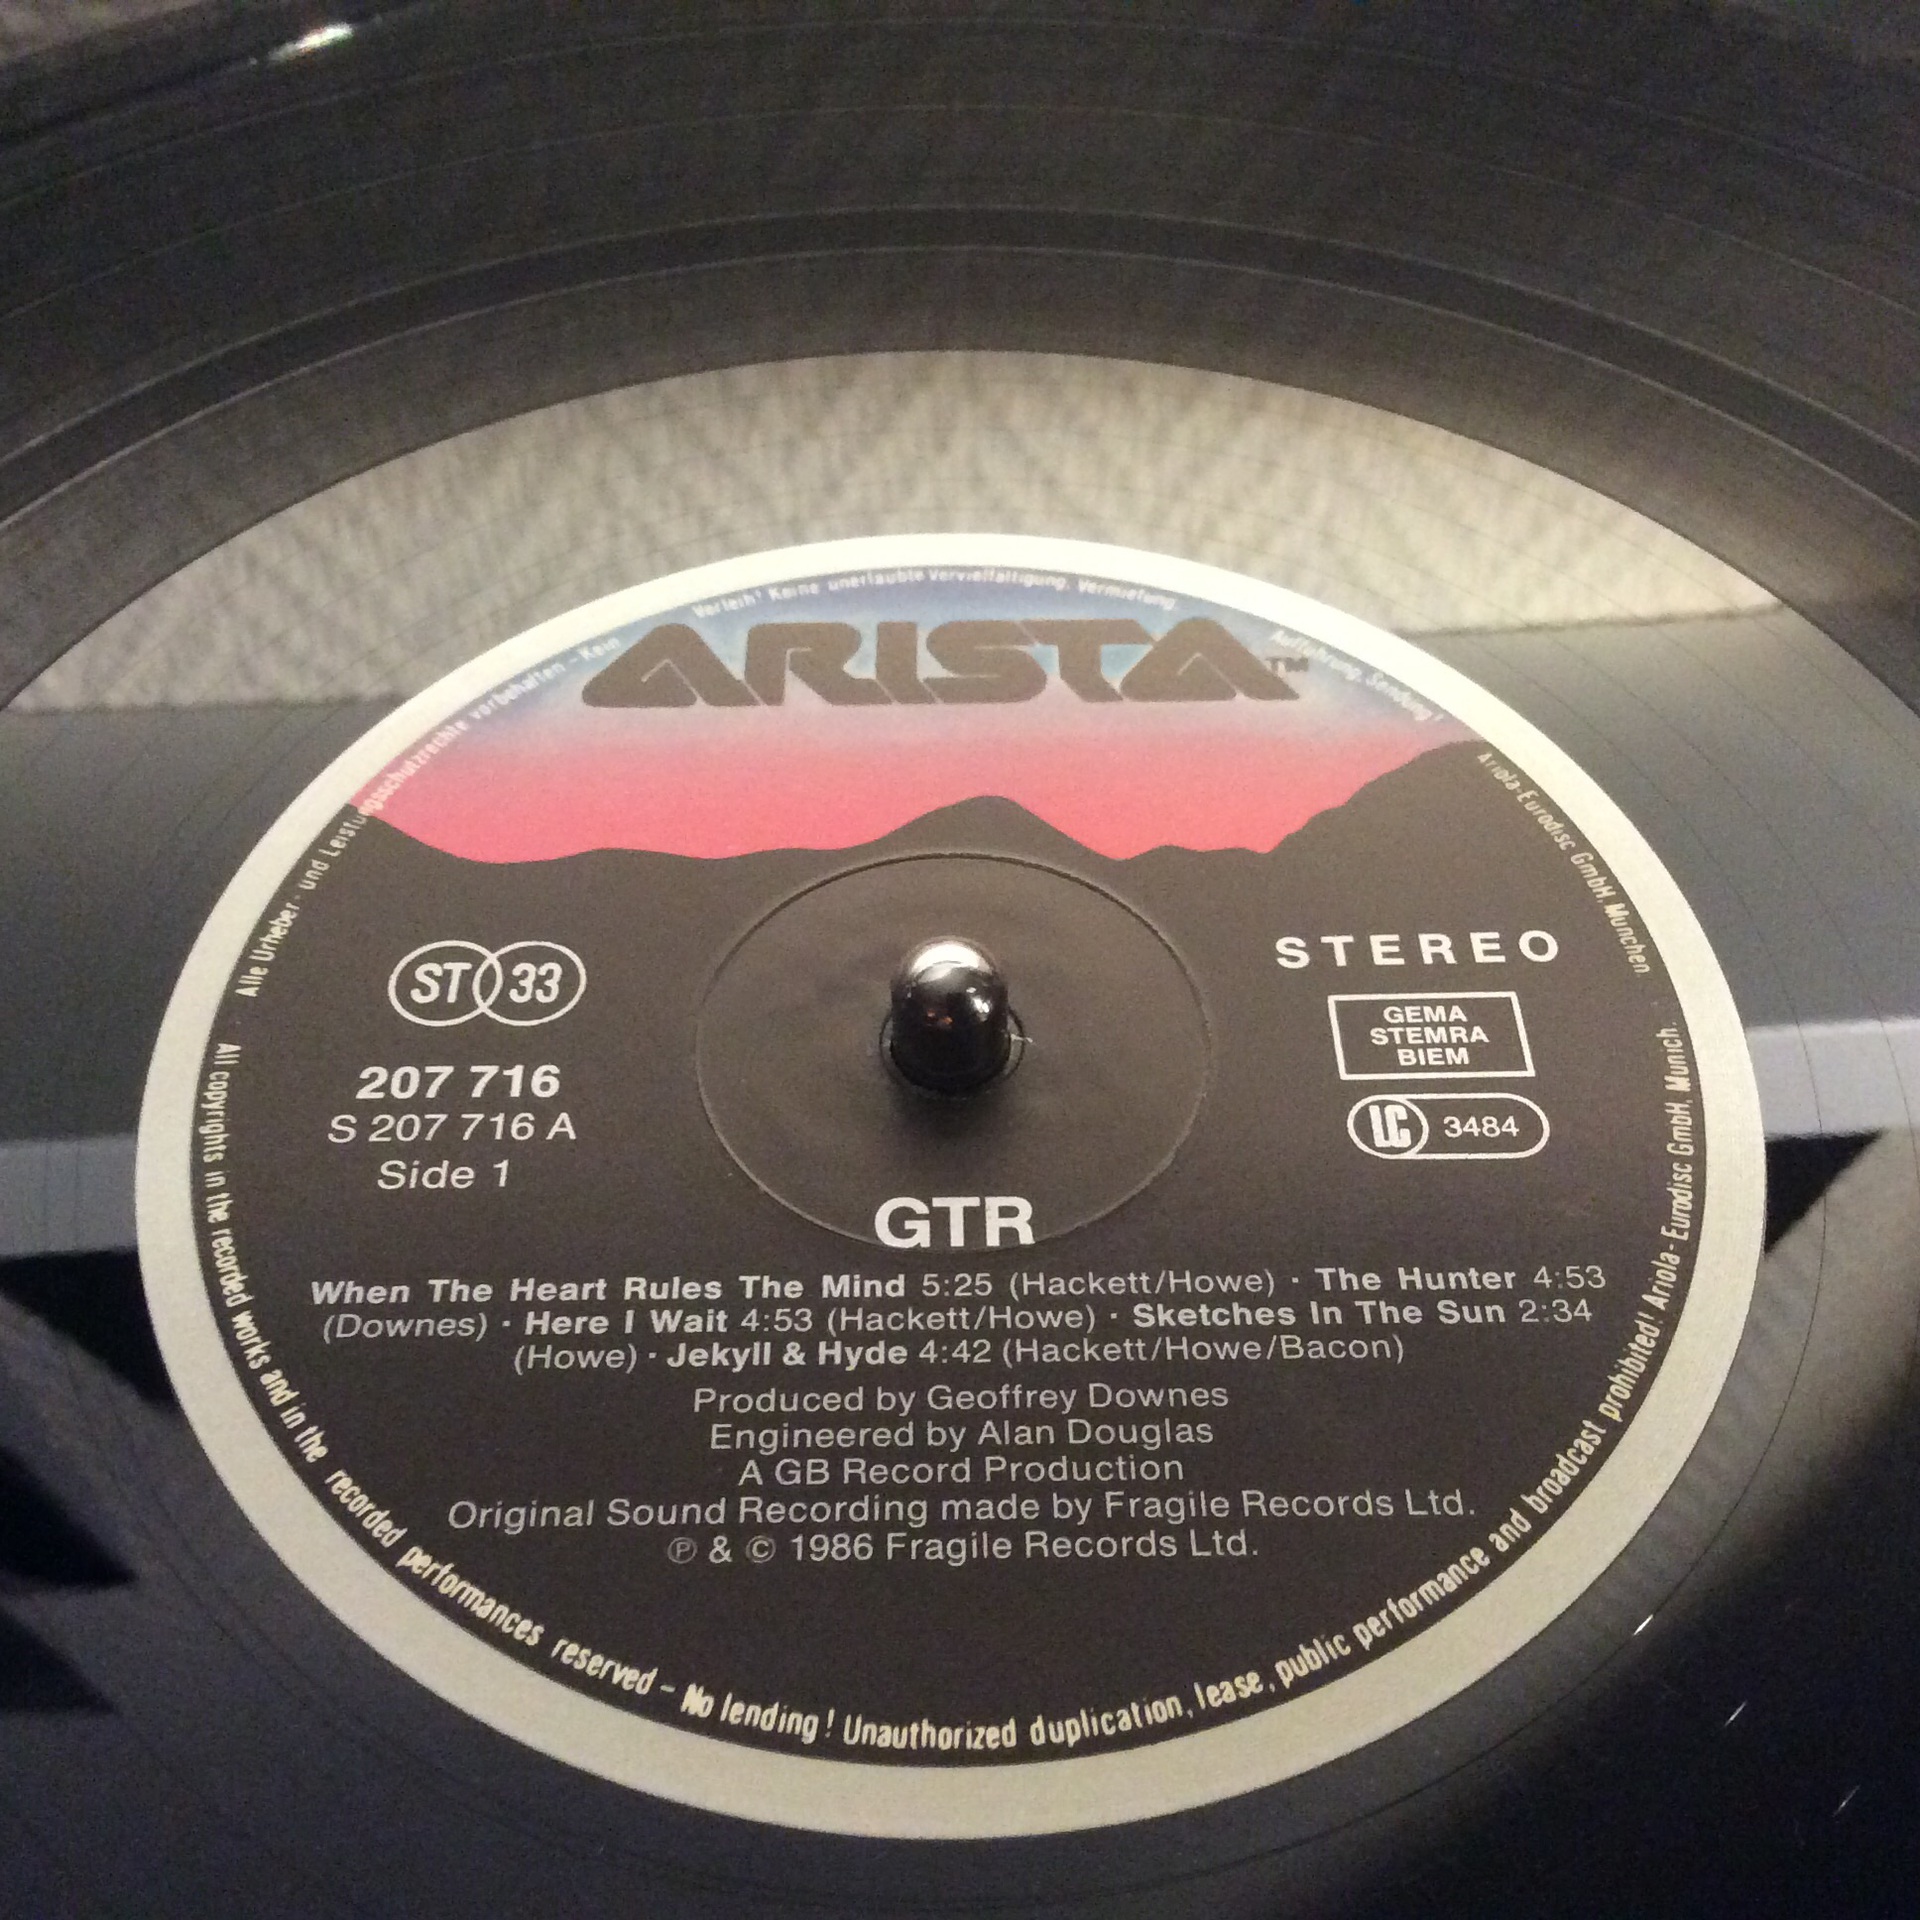 ARISTA™
Alle Urheber- und Leistungsschutzrechte vorbehalten - Kein Verleih! Keine unerlaubte Vervielfältigung, Vermietung, Aufführung, Sendung!
Ariola-Eurodisc GmbH, München
ST 33
207 716
S 207 716 A
Side 1
STEREO
GEMA
STEMRA
BIEM
LC 3484
GTR
When The Heart Rules The Mind 5:25 (Hackett/Howe) · The Hunter 4:53
(Downes) · Here I Wait 4:53 (Hackett/Howe) · Sketches In The Sun 2:34
(Howe) · Jekyll & Hyde 4:42 (Hackett/Howe/Bacon)
Produced by Geoffrey Downes
Engineered by Alan Douglas
A GB Record Production
Original Sound Recording made by Fragile Records Ltd.
℗ & © 1986 Fragile Records Ltd.
All copyrights in the recorded works and in the recorded performances reserved - No lending! Unauthorized duplication, lease, public performance and broadcast prohibited! Ariola-Eurodisc GmbH, Munich.